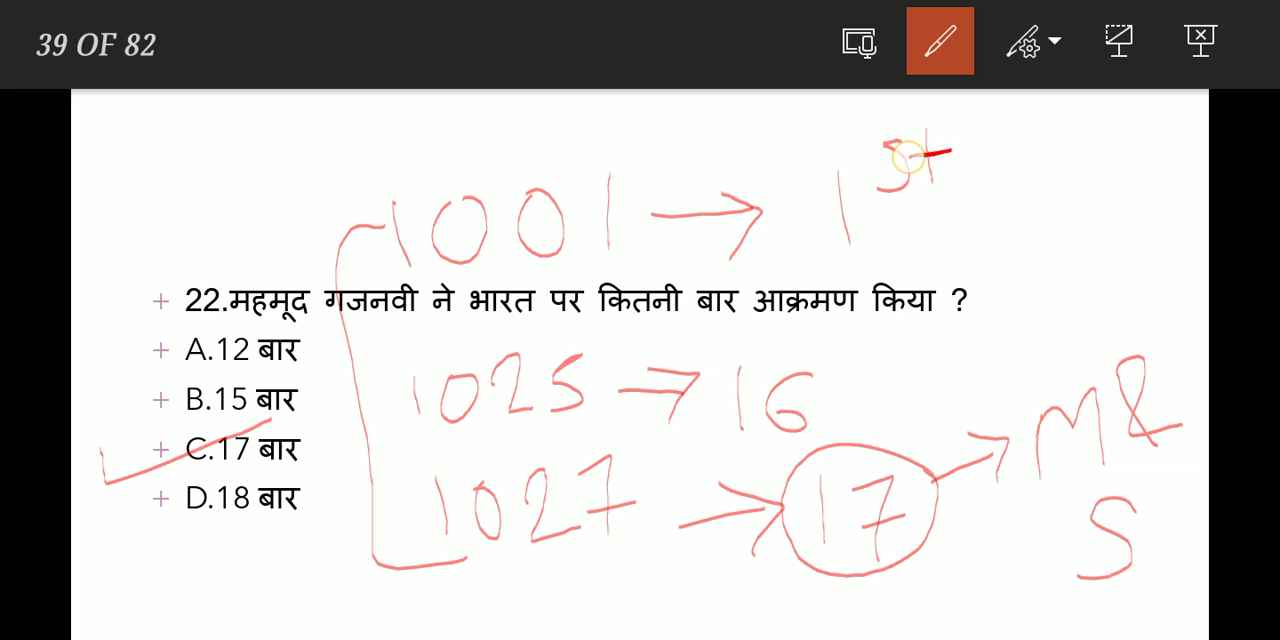 39 OF 82
1001 → 1st
+ 22.महमूद गजनवी ने भारत पर कितनी बार आक्रमण किया ?
+ A.12 बार
1025 → 16
+ B.15 बार
+ C.17 बार
M&
+ D.18 बार
1027 → 17 →
S